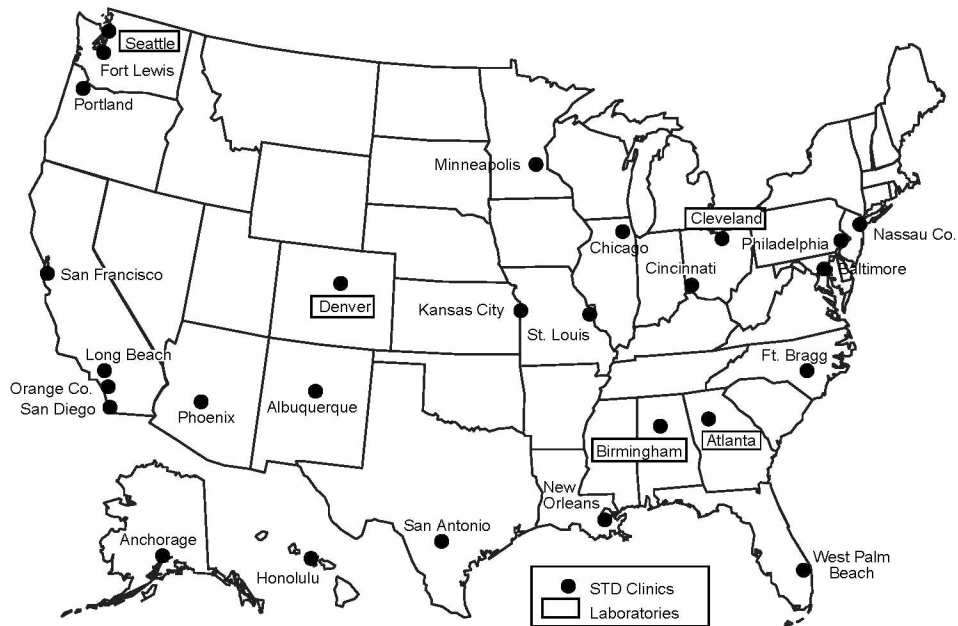 Seattle
Fort Lewis
Portland
Minneapolis
Cleveland
Chicago
Philadelphia
Nassau Co.
San Francisco
Cincinnati
Baltimore
Denver
Kansas City
St. Louis
Long Beach
Ft. Bragg
Orange Co.
San Diego
Phoenix
Albuquerque
Birmingham
Atlanta
New
Orleans
San Antonio
Anchorage
Honolulu
West Palm
Beach
STD Clinics
Laboratories